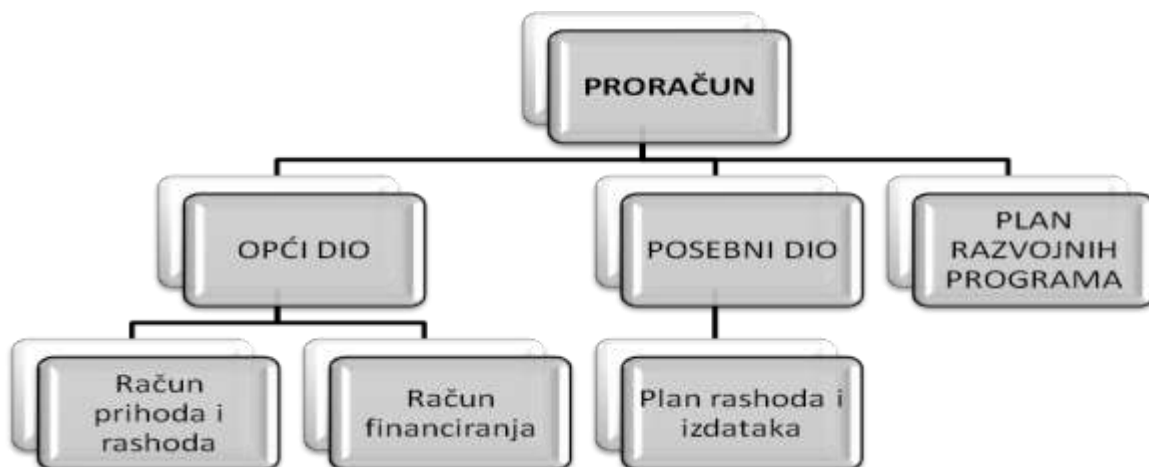 PRORAČUN
OPĆI DIO
POSEBNI DIO
PLAN
RAZVOJNIH
PROGRAMA
Račun
prihoda i
rashoda
Račun
financiranja
Plan rashoda i
izdataka